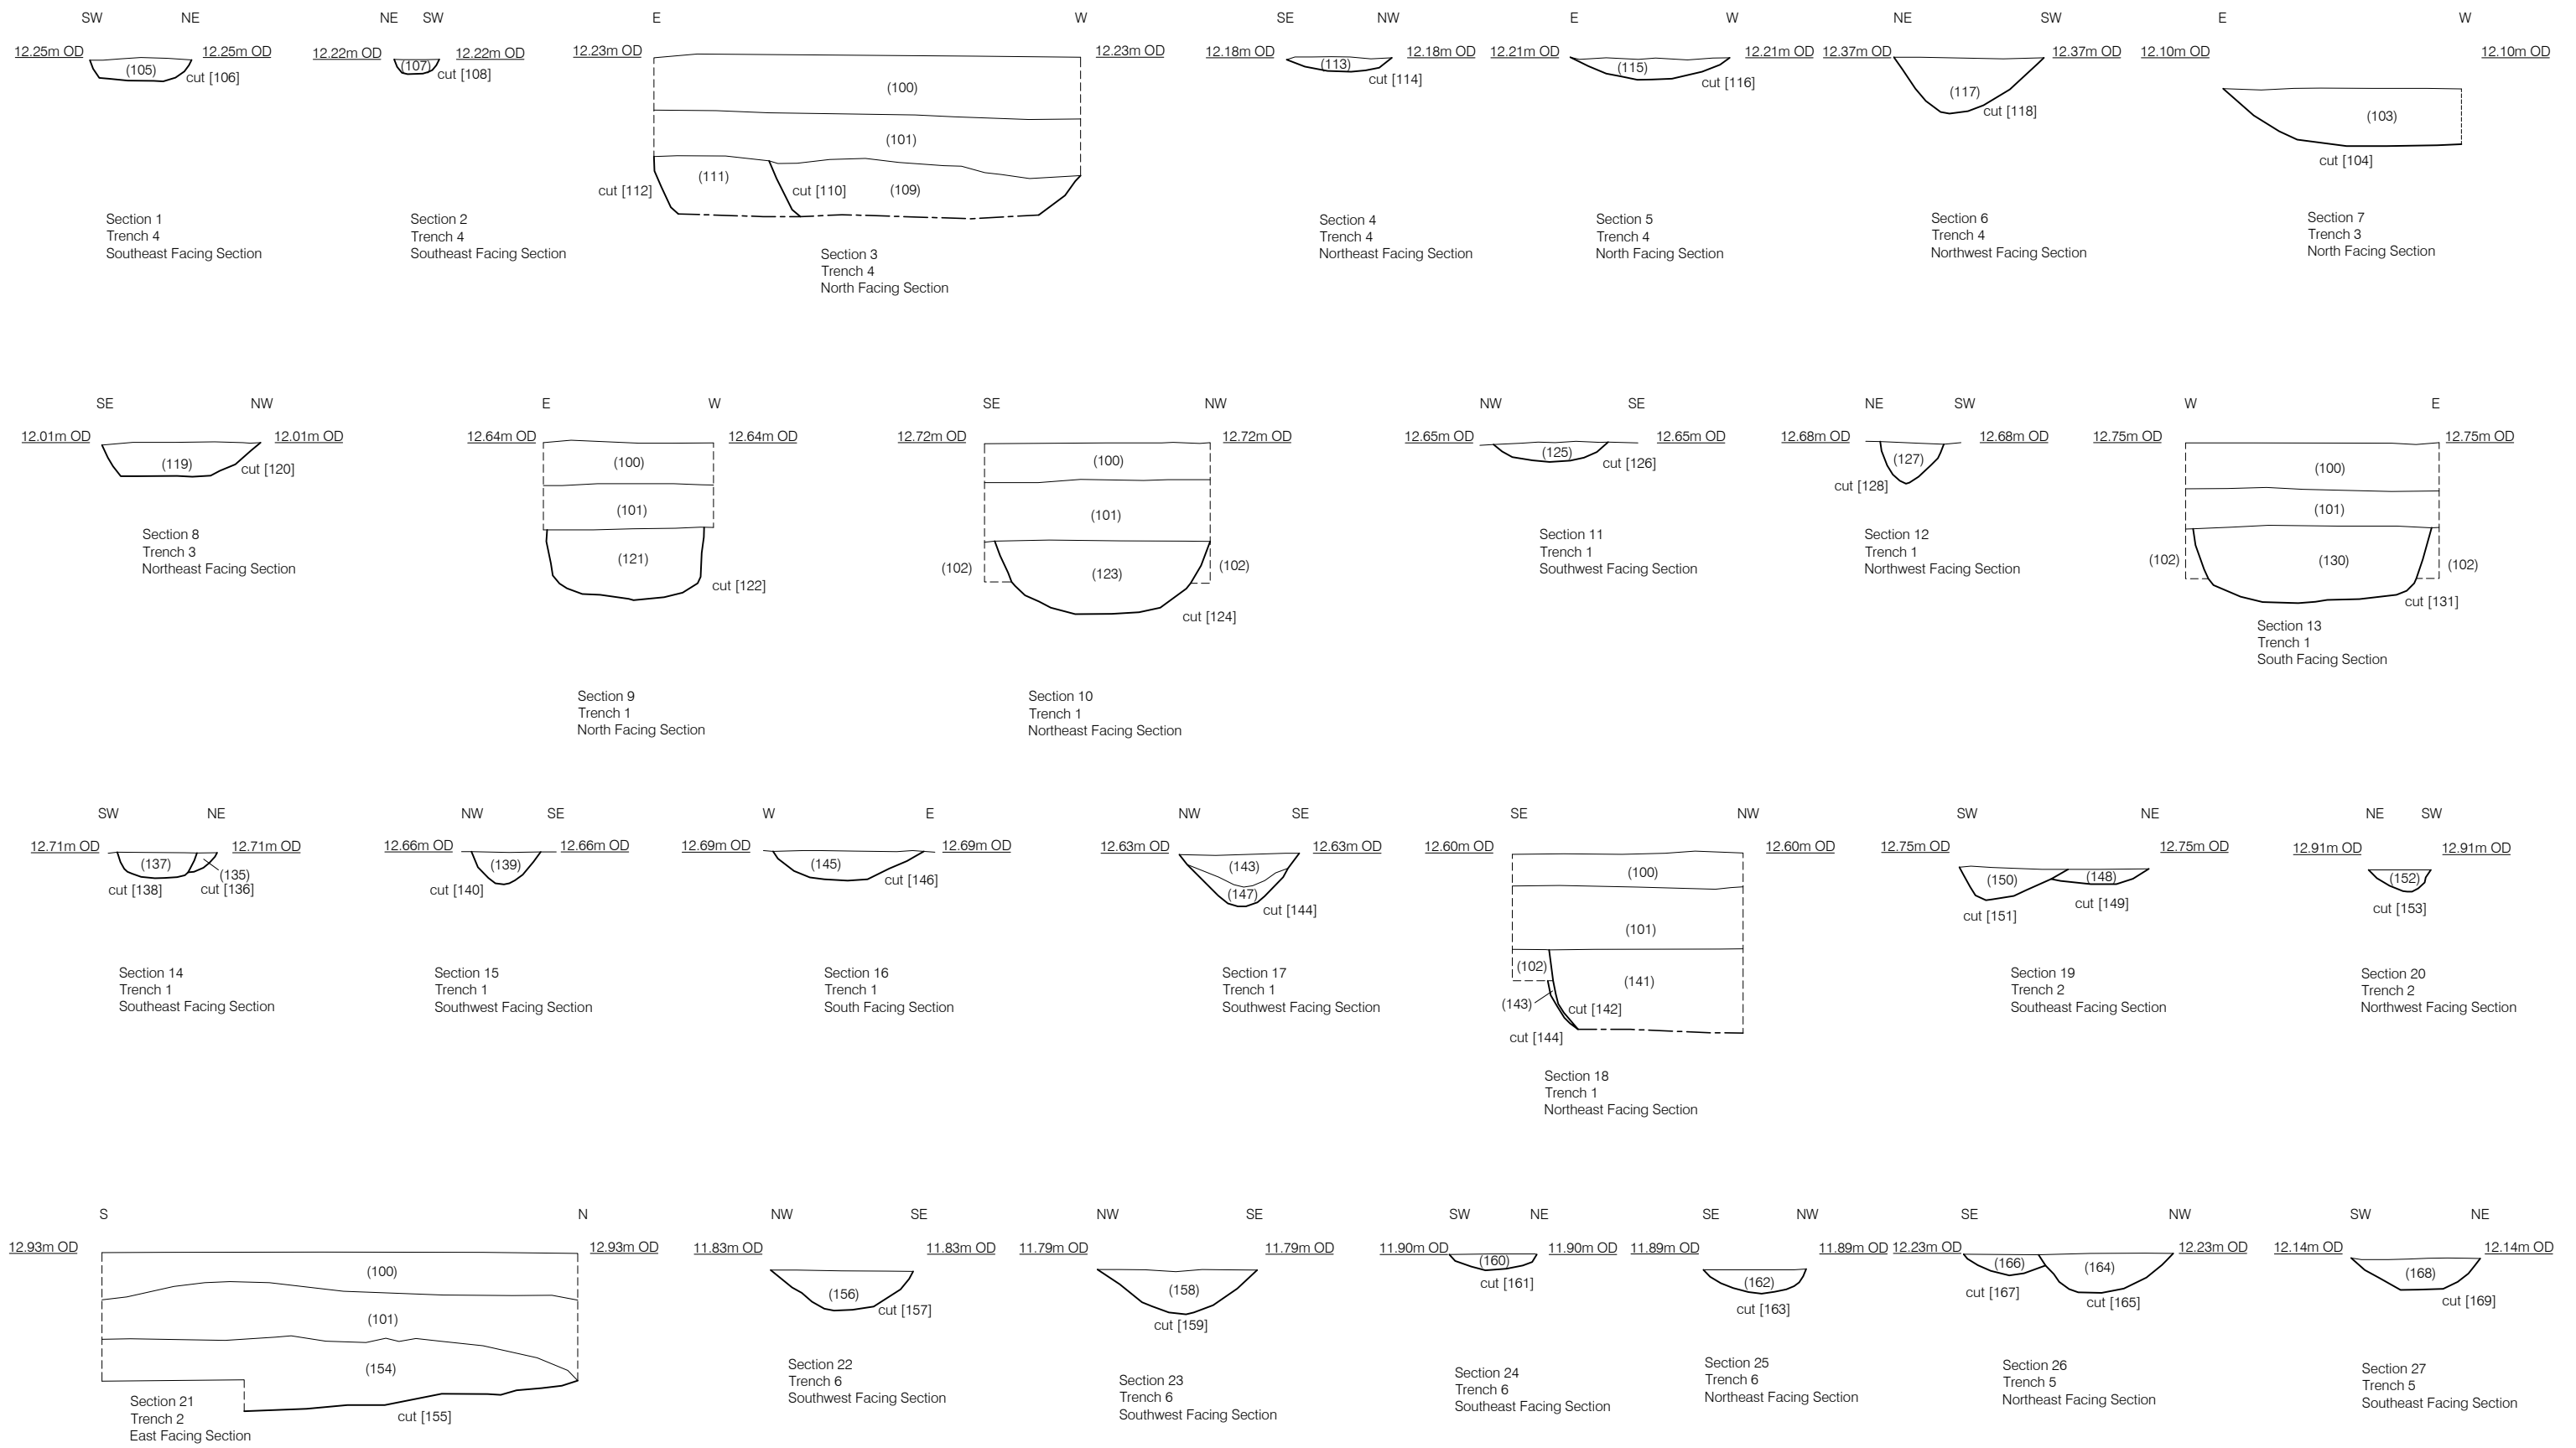 SW NE
12.25m OD 12.25m OD
(105)
cut [106]
Section 1
Trench 4
Southeast Facing Section
NE SW
12.22m OD 12.22m OD
(107)
cut [108]
Section 2
Trench 4
Southeast Facing Section
E W
12.23m OD 12.23m OD
(100)
(101)
(111)
cut [112] cut [110] (109)
Section 3
Trench 4
North Facing Section
SE NW
12.18m OD 12.18m OD
(113)
cut [114]
Section 4
Trench 4
Northeast Facing Section
E W
12.21m OD 12.21m OD
(115)
cut [116]
Section 5
Trench 4
North Facing Section
NE SW
12.37m OD 12.37m OD
(117)
cut [118]
Section 6
Trench 4
Northwest Facing Section
E W
12.10m OD 12.10m OD
(103)
cut [104]
Section 7
Trench 3
North Facing Section
SE NW
12.01m OD 12.01m OD
(119)
cut [120]
Section 8
Trench 3
Northeast Facing Section
E W
12.64m OD 12.64m OD
(100)
(101)
(121)
cut [122]
Section 9
Trench 1
North Facing Section
SE NW
12.72m OD 12.72m OD
(100)
(101)
(102) (123) (102)
cut [124]
Section 10
Trench 1
Northeast Facing Section
NW SE
12.65m OD 12.65m OD
(125)
cut [126]
Section 11
Trench 1
Southwest Facing Section
NE SW
12.68m OD 12.68m OD
(127)
cut [128]
Section 12
Trench 1
Northwest Facing Section
W E
12.75m OD 12.75m OD
(100)
(101)
(102) (130) (102)
cut [131]
Section 13
Trench 1
South Facing Section
SW NE
12.71m OD 12.71m OD
(137)
(135)
cut [138] cut [136]
Section 14
Trench 1
Southeast Facing Section
NW SE
12.66m OD 12.66m OD
(139)
cut [140]
Section 15
Trench 1
Southwest Facing Section
W E
12.69m OD 12.69m OD
(145)
cut [146]
Section 16
Trench 1
South Facing Section
NW SE
12.63m OD 12.63m OD
(143)
(147)
cut [144]
Section 17
Trench 1
Southwest Facing Section
SE NW
12.60m OD 12.60m OD
(100)
(101)
(102)
(141)
(143) cut [142]
cut [144]
Section 18
Trench 1
Northeast Facing Section
SW NE
12.75m OD 12.75m OD
(150) (148)
cut [151] cut [149]
Section 19
Trench 2
Southeast Facing Section
NE SW
12.91m OD 12.91m OD
(152)
cut [153]
Section 20
Trench 2
Northwest Facing Section
S N
12.93m OD 12.93m OD
(100)
(101)
(154)
cut [155]
Section 21
Trench 2
East Facing Section
NW SE
11.83m OD 11.83m OD
(156)
cut [157]
Section 22
Trench 6
Southwest Facing Section
NW SE
11.79m OD 11.79m OD
(158)
cut [159]
Section 23
Trench 6
Southwest Facing Section
SW NE
11.90m OD 11.90m OD
(160)
cut [161]
Section 24
Trench 6
Southeast Facing Section
SE NW
11.89m OD 11.89m OD
(162)
cut [163]
Section 25
Trench 6
Northeast Facing Section
SE NW
12.23m OD 12.23m OD
(166) (164)
cut [167] cut [165]
Section 26
Trench 5
Northeast Facing Section
SW NE
12.14m OD 12.14m OD
(168)
cut [169]
Section 27
Trench 5
Southeast Facing Section